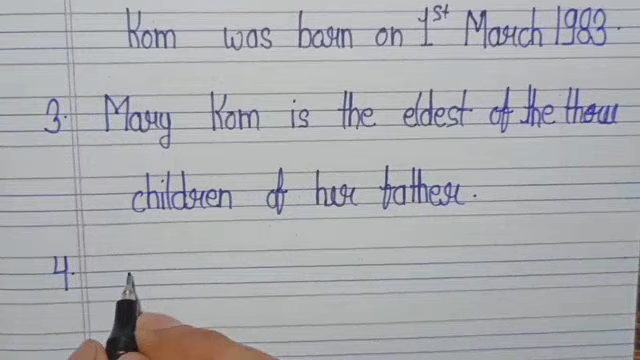 Kom was born on 1st March 1983.
3. Mary Kom is the eldest of the three
children of her father.
4.